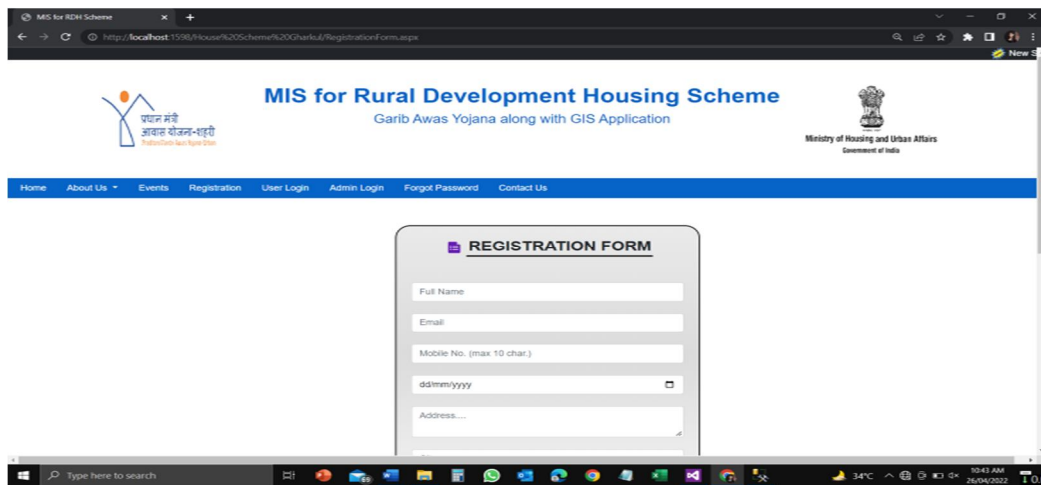 MIS for RDH Scheme
http://localhost:1598/House%20Scheme%20Gharkul/RegistrationForm.aspx
New S
MIS for Rural Development Housing Scheme
Garib Awas Yojana along with GIS Application
प्रधान मंत्री
आवास योजना-शहरी
Ministry of Housing and Urban Affairs
Government of India
Home About Us Events Registration User Login Admin Login Forgot Password Contact Us
REGISTRATION FORM
Full Name
Email
Mobile No. (max 10 char.)
dd/mm/yyyy
Address....
Type here to search
34°C
10:43 AM
26/04/2022